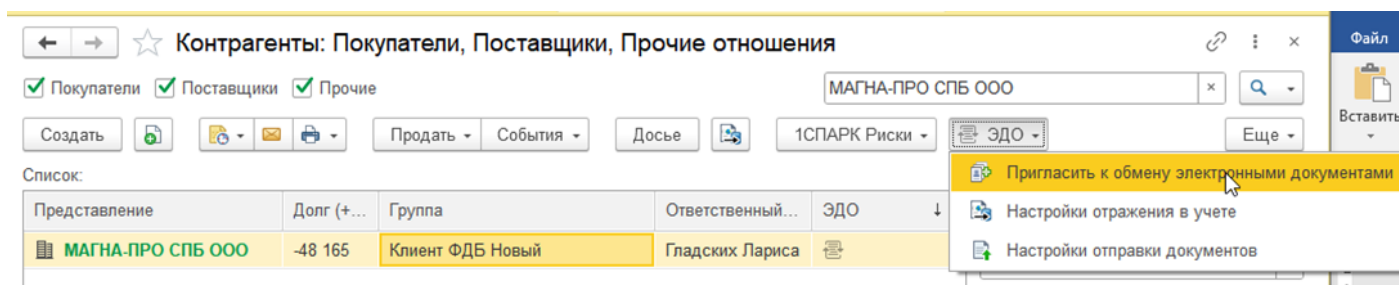 Контрагенты: Покупатели, Поставщики, Прочие отношения
Файл
Покупатели Поставщики Прочие МАГНА-ПРО СПБ ООО
Вставить
Создать Продать События Досье 1СПАРК Риски ЭДО Еще
Список:
Пригласить к обмену электронными документами
Представление Долг (+... Группа Ответственный... ЭДО
Настройки отражения в учете
МАГНА-ПРО СПБ ООО -48 165 Клиент ФДБ Новый Гладских Лариса
Настройки отправки документов